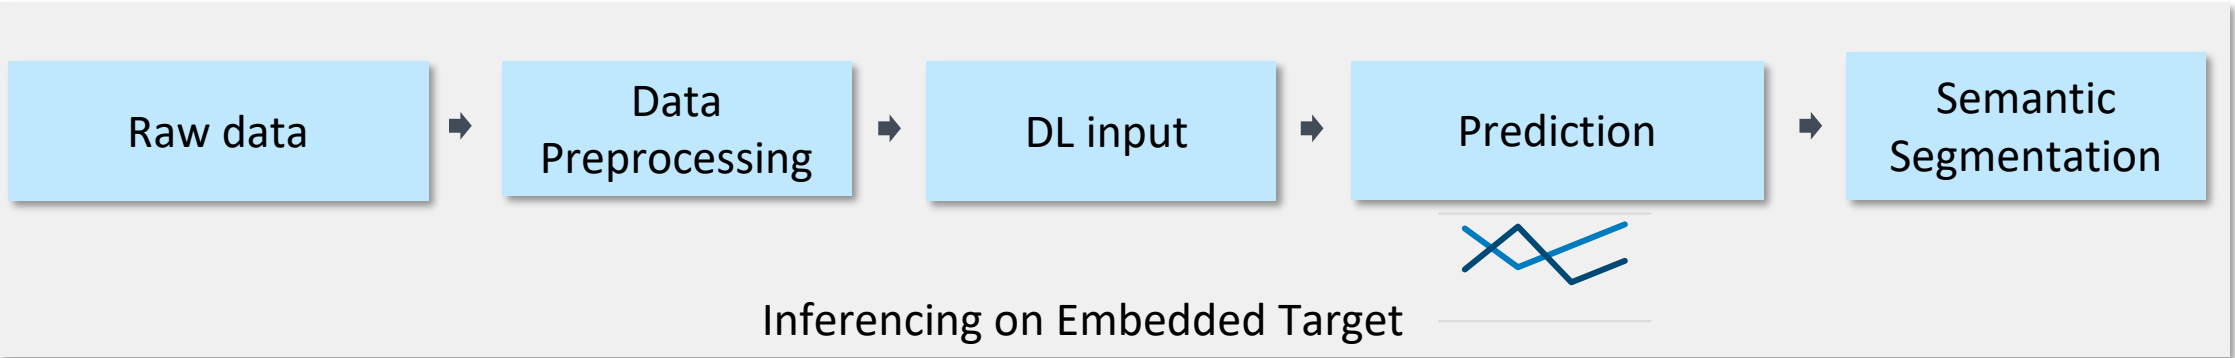 Raw data
Data
Preprocessing
DL input
Prediction
Semantic
Segmentation
Inferencing on Embedded Target